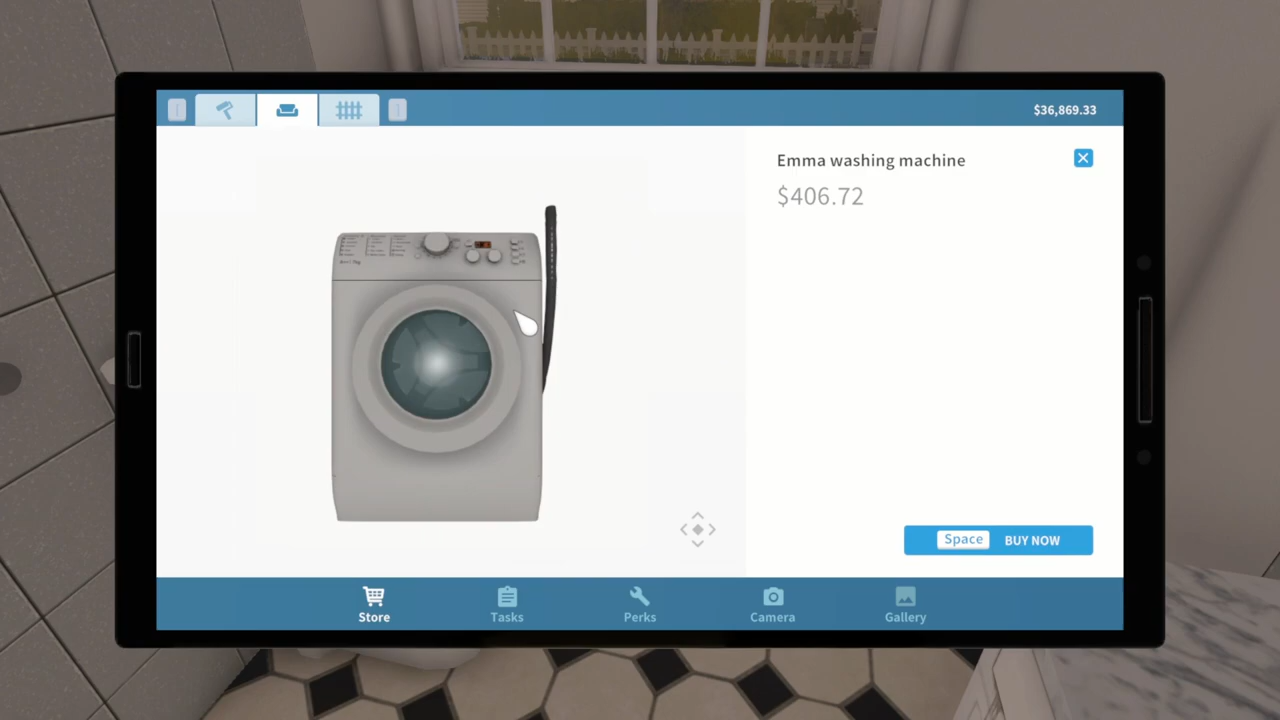 $36,869.33
Emma washing machine
$406.72
Space BUY NOW
Store
Tasks
Perks
Camera
Gallery